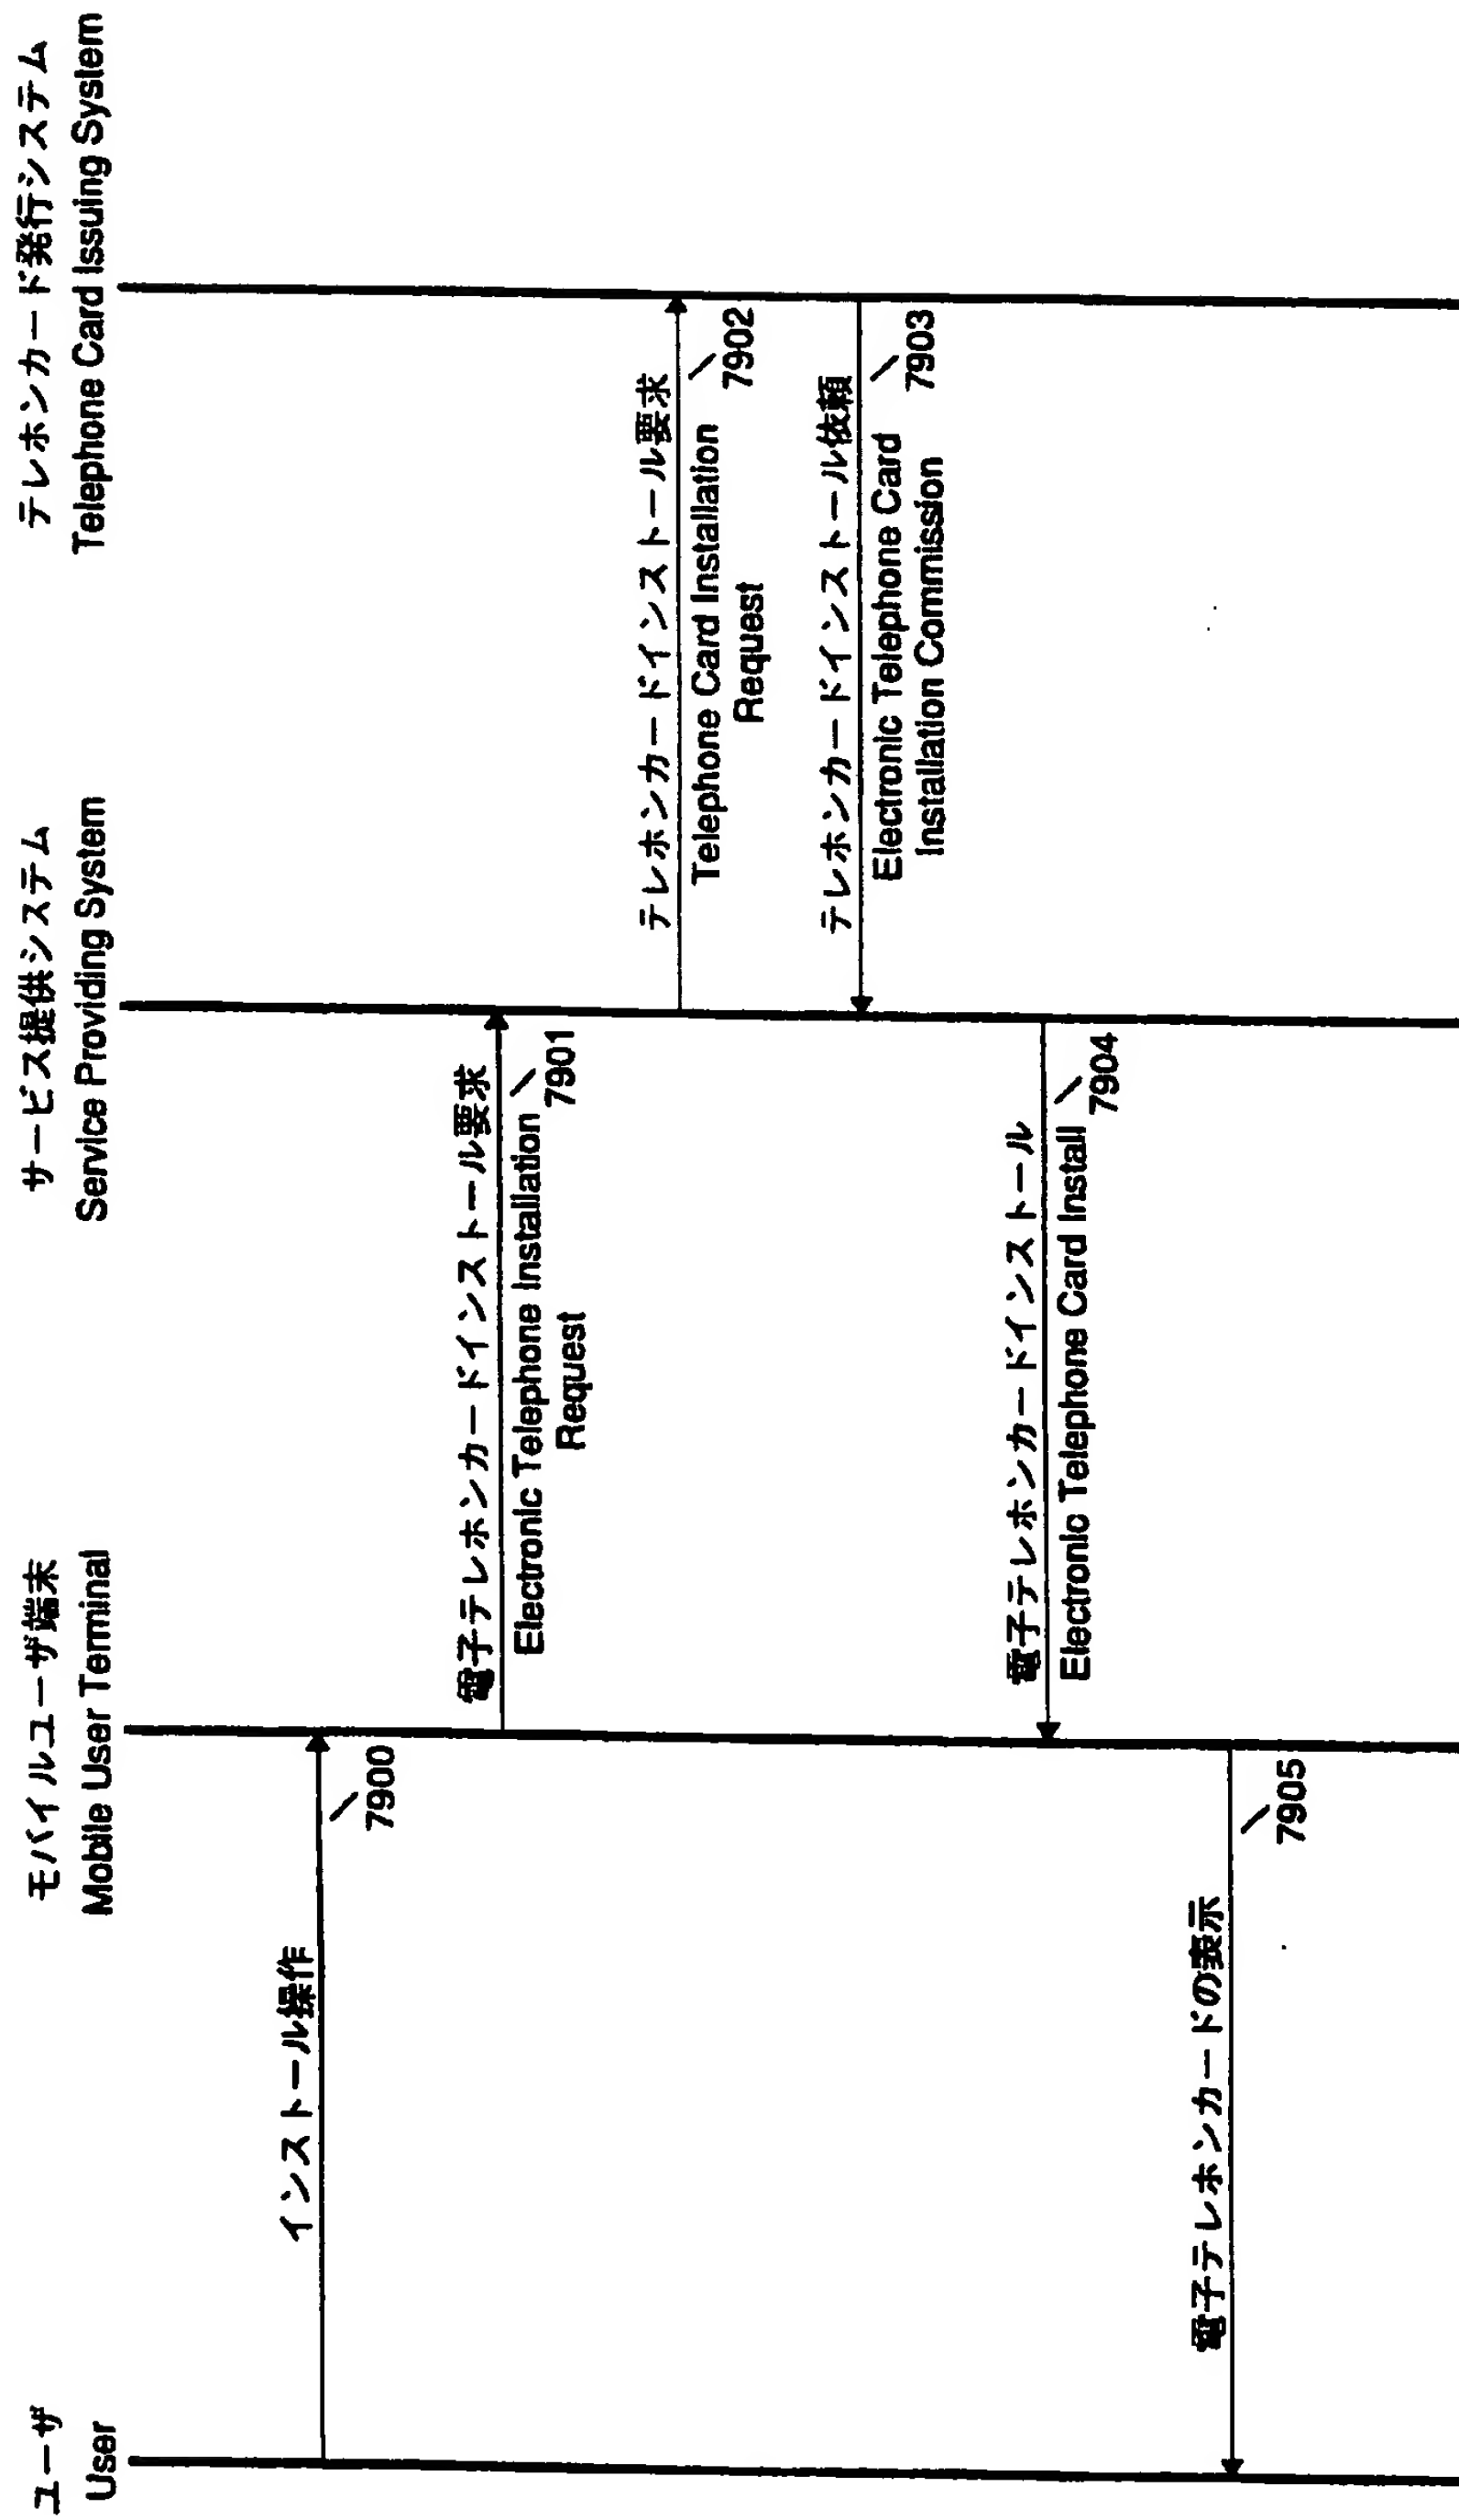 ユーザ
User
モバイルユーザ端末
Mobile User Terminal
サービス提供システム
Service Providing System
テレホンカード発行システム
Telephone Card Issuing System
インストール操作
7900
電子テレホンカードインストール要求
Electronic Telephone Installation
Request
7901
テレホンカードインストール要求
Telephone Card Installation
Request
7902
テレホンカードインストール依頼
Electronic Telephone Card
Installation Commission
7903
電子テレホンカードインストール
Electronic Telephone Card Install
7904
電子テレホンカードの表示
7905